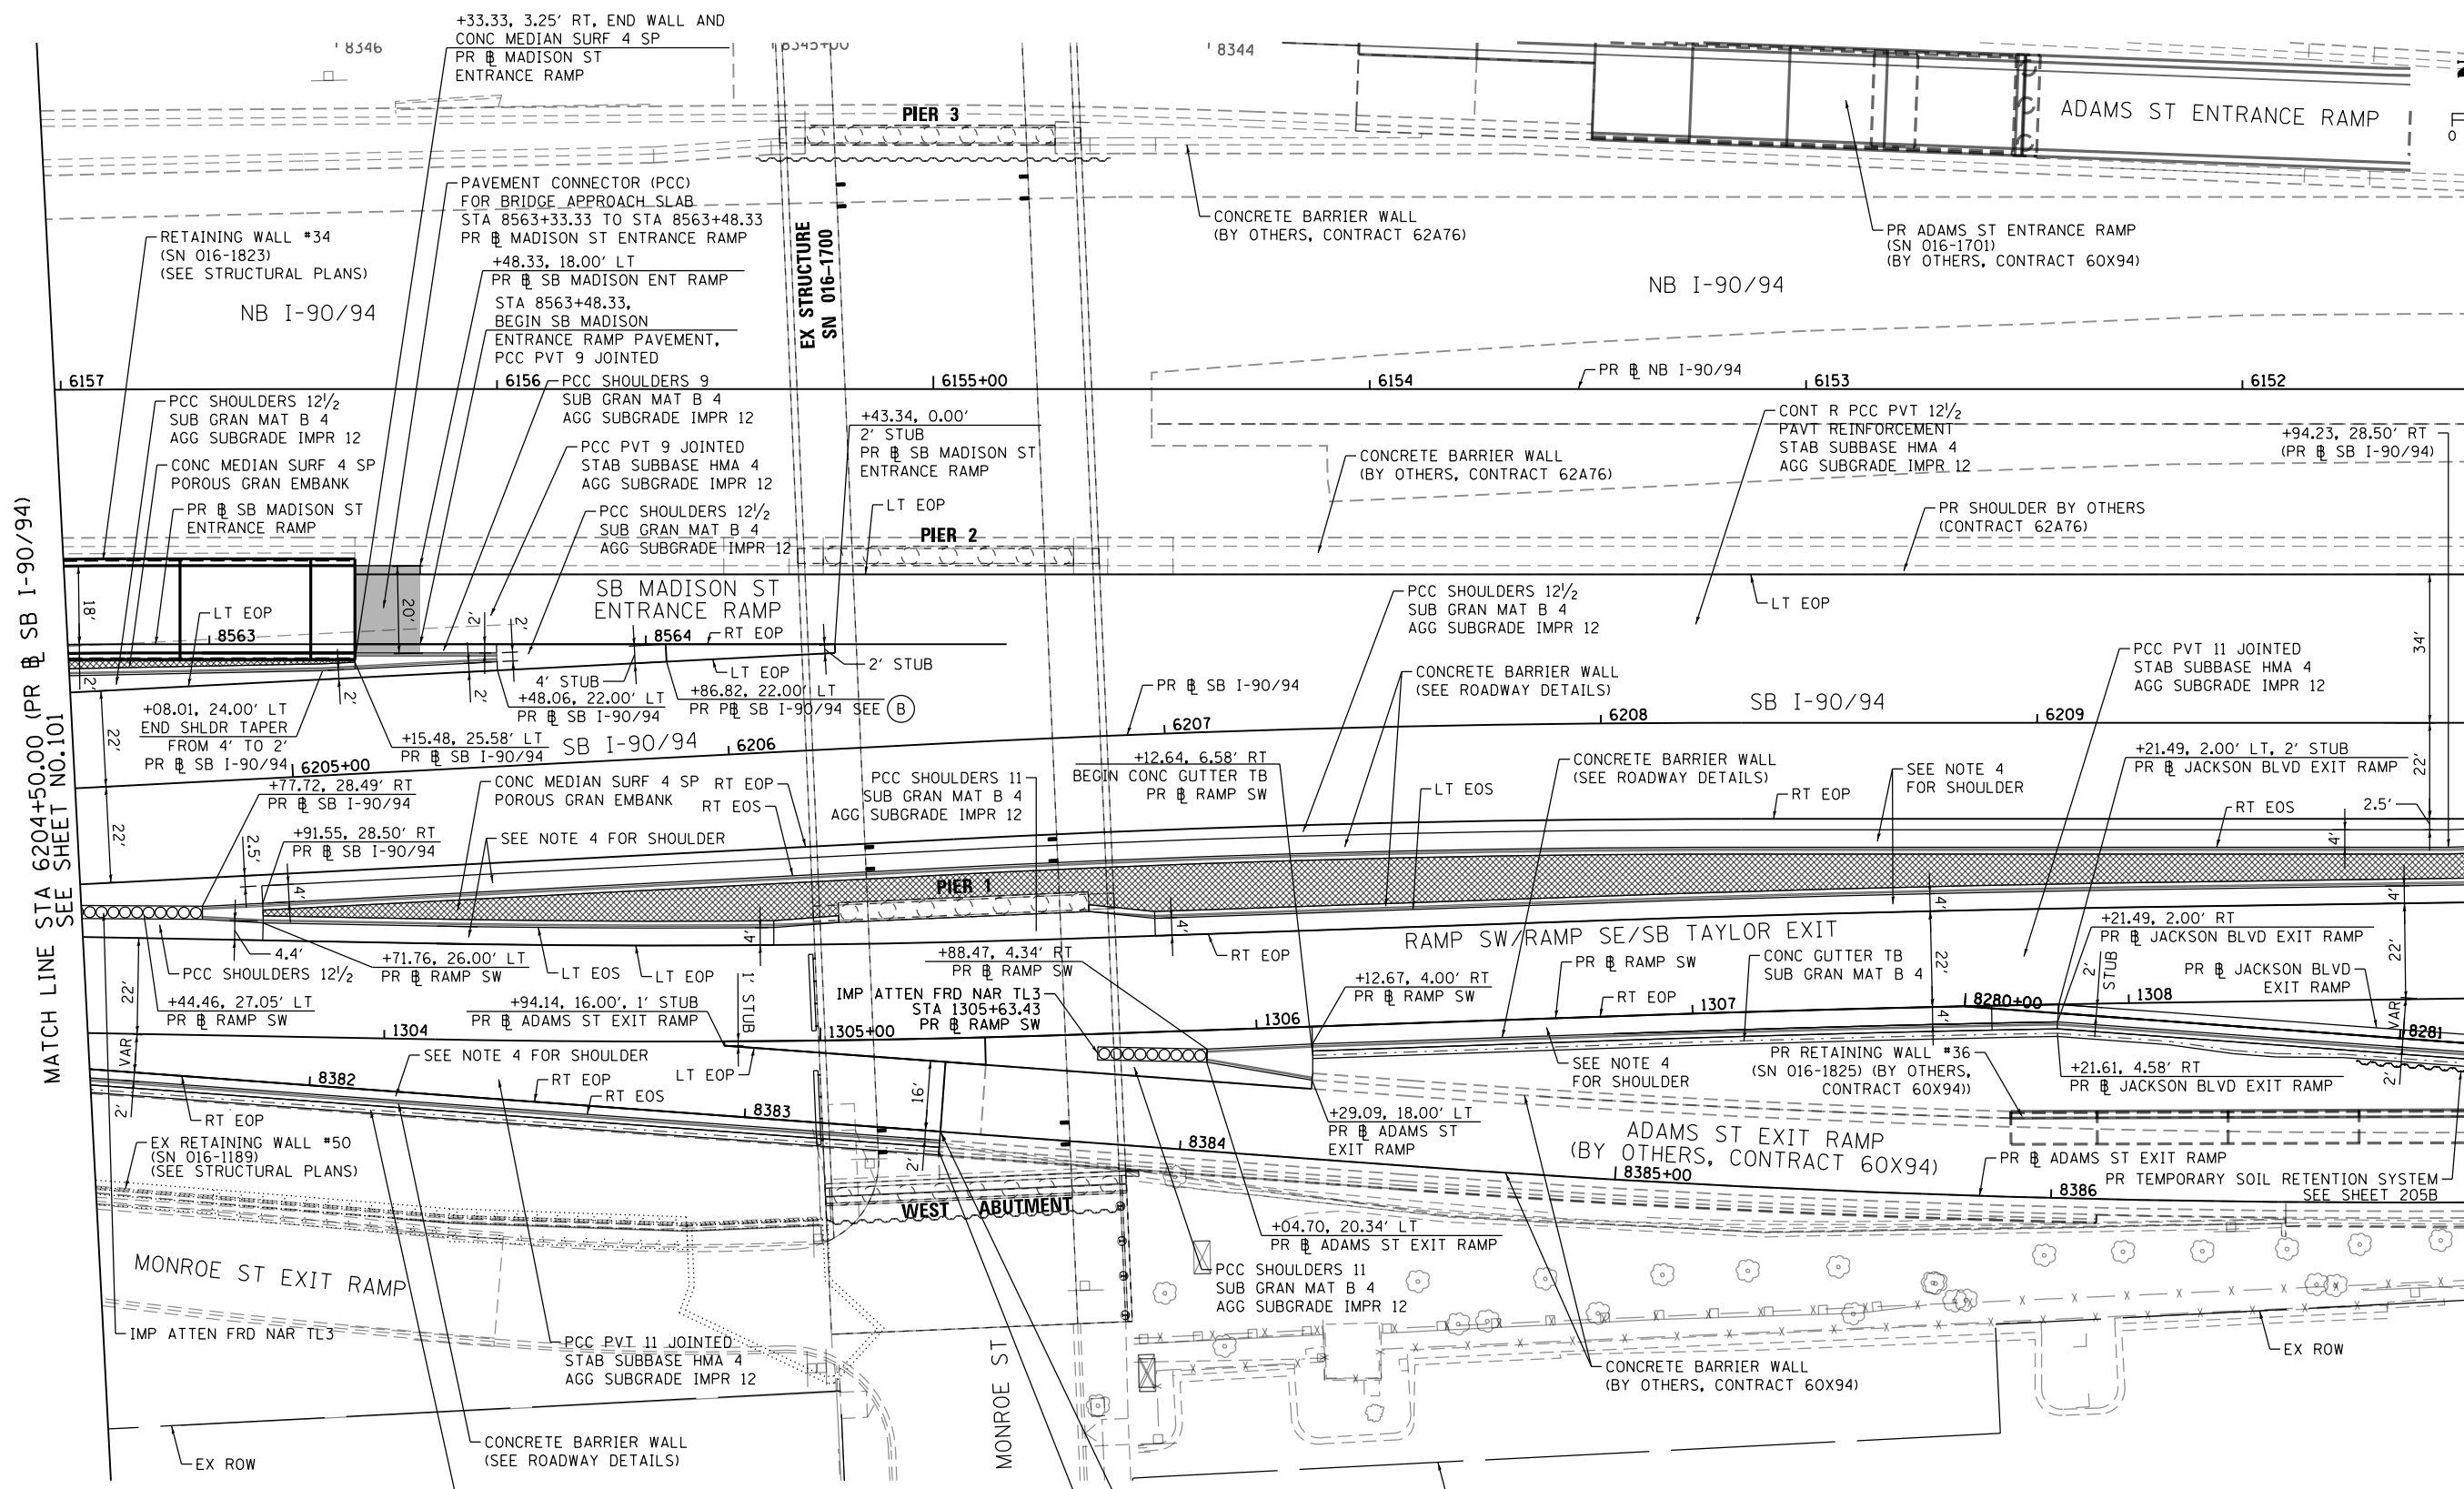 +33.33, 3.25' RT, END WALL AND
CONC MEDIAN SURF 4 SP
PR ℄ MADISON ST
ENTRANCE RAMP
8346
8345+00
8344
PIER 3
ADAMS ST ENTRANCE RAMP
PAVEMENT CONNECTOR (PCC)
FOR BRIDGE APPROACH SLAB
STA 8563+33.33 TO STA 8563+48.33
PR ℄ MADISON ST ENTRANCE RAMP
RETAINING WALL #34
(SN 016-1823)
(SEE STRUCTURAL PLANS)
NB I-90/94
+48.33, 18.00' LT
PR ℄ SB MADISON ENT RAMP
STA 8563+48.33,
BEGIN SB MADISON
ENTRANCE RAMP PAVEMENT,
PCC PVT 9 JOINTED
EX STRUCTURE
SN 016-1700
CONCRETE BARRIER WALL
(BY OTHERS, CONTRACT 62A76)
PR ADAMS ST ENTRANCE RAMP
(SN 016-1701)
(BY OTHERS, CONTRACT 60X94)
NB I-90/94
PR ℄ NB I-90/94
6157
6156
6155+00
6154
6153
6152
PCC SHOULDERS 12½
SUB GRAN MAT B 4
AGG SUBGRADE IMPR 12
CONC MEDIAN SURF 4 SP
POROUS GRAN EMBANK
PR ℄ SB MADISON ST
ENTRANCE RAMP
PCC SHOULDERS 9
SUB GRAN MAT B 4
AGG SUBGRADE IMPR 12
PCC PVT 9 JOINTED
STAB SUBBASE HMA 4
AGG SUBGRADE IMPR 12
PCC SHOULDERS 12½
SUB GRAN MAT B 4
AGG SUBGRADE IMPR 12
+43.34, 0.00'
2' STUB
PR ℄ SB MADISON ST
ENTRANCE RAMP
LT EOP
PIER 2
CONCRETE BARRIER WALL
(BY OTHERS, CONTRACT 62A76)
CONT R PCC PVT 12½
PAVT REINFORCEMENT
STAB SUBBASE HMA 4
AGG SUBGRADE IMPR 12
+94.23, 28.50' RT
(PR ℄ SB I-90/94)
PR SHOULDER BY OTHERS
(CONTRACT 62A76)
MATCH LINE STA 6204+50.00 (PR ℄ SB I-90/94)
SEE SHEET NO.101
18'
20'
LT EOP
8563
2'
2'
SB MADISON ST
ENTRANCE RAMP
8564
RT EOP
LT EOP
2' STUB
4' STUB
2'
2'
2'
+48.06, 22.00' LT
PR ℄ SB I-90/94
+86.82, 22.00' LT
PR P℄ SB I-90/94 SEE B
+08.01, 24.00' LT
END SHLDR TAPER
FROM 4' TO 2'
PR ℄ SB I-90/94
+15.48, 25.58' LT
PR ℄ SB I-90/94
SB I-90/94
22'
6205+00
6206
6207
6208
6209
PR ℄ SB I-90/94
PCC SHOULDERS 12½
SUB GRAN MAT B 4
AGG SUBGRADE IMPR 12
LT EOP
CONCRETE BARRIER WALL
(SEE ROADWAY DETAILS)
SB I-90/94
PCC PVT 11 JOINTED
STAB SUBBASE HMA 4
AGG SUBGRADE IMPR 12
34'
22'
+77.72, 28.49' RT
PR ℄ SB I-90/94
+91.55, 28.50' RT
PR ℄ SB I-90/94
CONC MEDIAN SURF 4 SP
POROUS GRAN EMBANK
RT EOP
RT EOS
PCC SHOULDERS 11
SUB GRAN MAT B 4
AGG SUBGRADE IMPR 12
+12.64, 6.58' RT
BEGIN CONC GUTTER TB
PR ℄ RAMP SW
CONCRETE BARRIER WALL
(SEE ROADWAY DETAILS)
LT EOS
RT EOP
SEE NOTE 4
FOR SHOULDER
+21.49, 2.00' LT, 2' STUB
PR ℄ JACKSON BLVD EXIT RAMP
RT EOS
2.5'
4'
22'
2.5'
4'
SEE NOTE 4 FOR SHOULDER
PIER 1
4.4'
PCC SHOULDERS 12½
+71.76, 26.00' LT
PR ℄ RAMP SW
LT EOS
LT EOP
4'
4'
+88.47, 4.34' RT
PR ℄ RAMP SW
RT EOP
RAMP SW/RAMP SE/SB TAYLOR EXIT
4'
22'
4'
+21.49, 2.00' RT
PR ℄ JACKSON BLVD EXIT RAMP
4'
22'
+44.46, 27.05' LT
PR ℄ RAMP SW
22'
+94.14, 16.00', 1' STUB
PR ℄ ADAMS ST EXIT RAMP
1' STUB
IMP ATTEN FRD NAR TL3
STA 1305+63.43
PR ℄ RAMP SW
+12.67, 4.00' RT
PR ℄ RAMP SW
PR ℄ RAMP SW
RT EOP
CONC GUTTER TB
SUB GRAN MAT B 4
2'
STUB
PR ℄ JACKSON BLVD
EXIT RAMP
1304
1305+00
1306
1307
8280+00
1308
8281
VAR
2'
SEE NOTE 4 FOR SHOULDER
LT EOP
RT EOP
RT EOS
8382
8383
8384
8385+00
8386
16'
2'
SEE NOTE 4
FOR SHOULDER
PR RETAINING WALL #36
(SN 016-1825) (BY OTHERS,
CONTRACT 60X94))
+21.61, 4.58' RT
PR ℄ JACKSON BLVD EXIT RAMP
VAR
2'
RT EOP
EX RETAINING WALL #50
(SN 016-1189)
(SEE STRUCTURAL PLANS)
+29.09, 18.00' LT
PR ℄ ADAMS ST
EXIT RAMP
ADAMS ST EXIT RAMP
(BY OTHERS, CONTRACT 60X94)
PR ℄ ADAMS ST EXIT RAMP
PR TEMPORARY SOIL RETENTION SYSTEM
SEE SHEET 205B
WEST ABUTMENT
+04.70, 20.34' LT
PR ℄ ADAMS ST EXIT RAMP
MONROE ST EXIT RAMP
PCC SHOULDERS 11
SUB GRAN MAT B 4
AGG SUBGRADE IMPR 12
IMP ATTEN FRD NAR TL3
PCC PVT 11 JOINTED
STAB SUBBASE HMA 4
AGG SUBGRADE IMPR 12
MONROE ST
CONCRETE BARRIER WALL
(BY OTHERS, CONTRACT 60X94)
EX ROW
CONCRETE BARRIER WALL
(SEE ROADWAY DETAILS)
EX ROW